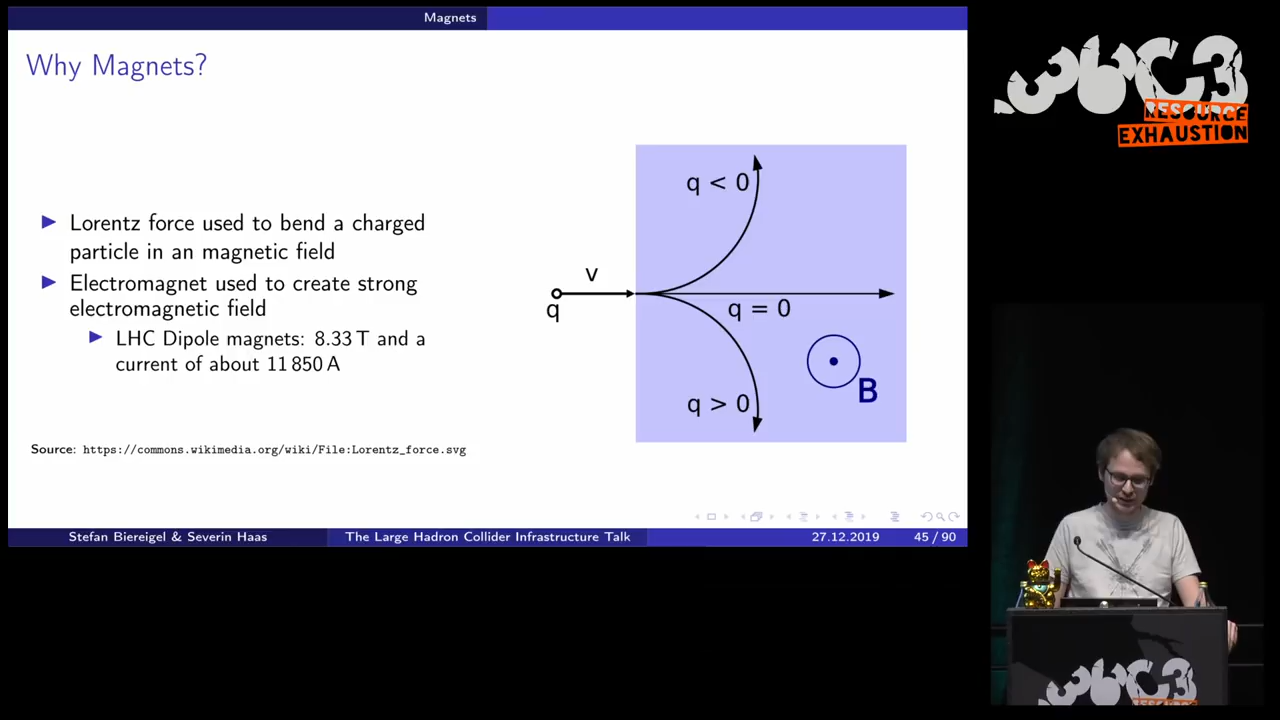 Magnets
Why Magnets?
▶ Lorentz force used to bend a charged
particle in an magnetic field
▶ Electromagnet used to create strong
electromagnetic field
▶ LHC Dipole magnets: 8.33 T and a
current of about 11 850 A
Source: https://commons.wikimedia.org/wiki/File:Lorentz_force.svg
q < 0
v
q
q = 0
q > 0
B
Stefan Biereigel & Severin Haas
The Large Hadron Collider Infrastructure Talk
27.12.2019
45 / 90
36C3
RESOURCE
EXHAUSTION
36C3
RESOURCE